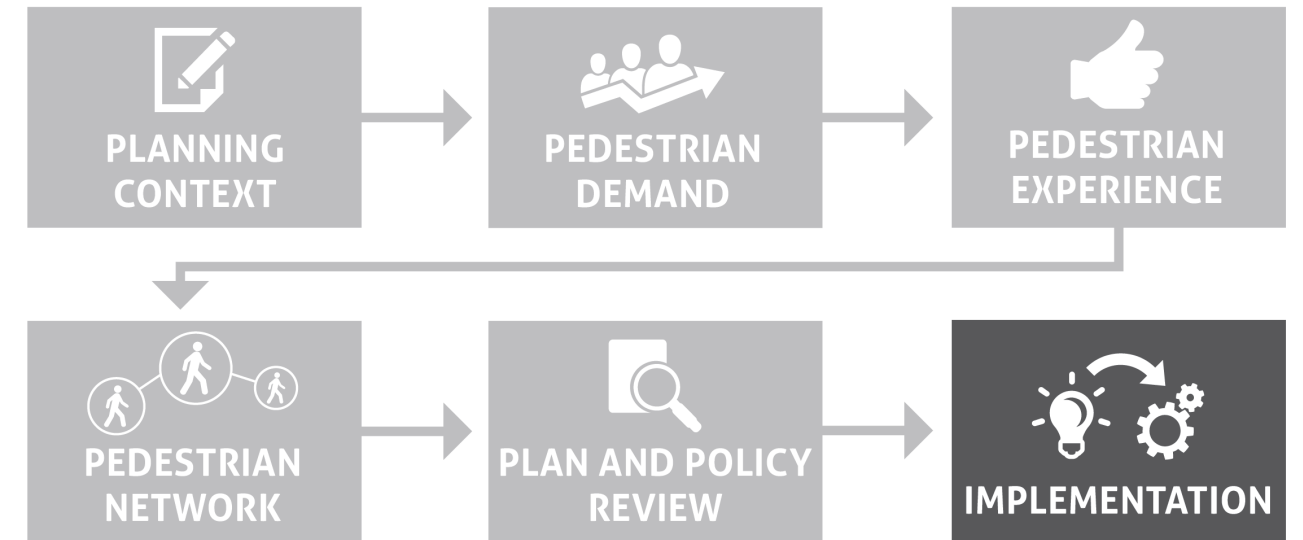 PLANNING
CONTEXT
PEDESTRIAN
DEMAND
PEDESTRIAN
EXPERIENCE
PEDESTRIAN
NETWORK
PLAN AND POLICY
REVIEW
IMPLEMENTATION